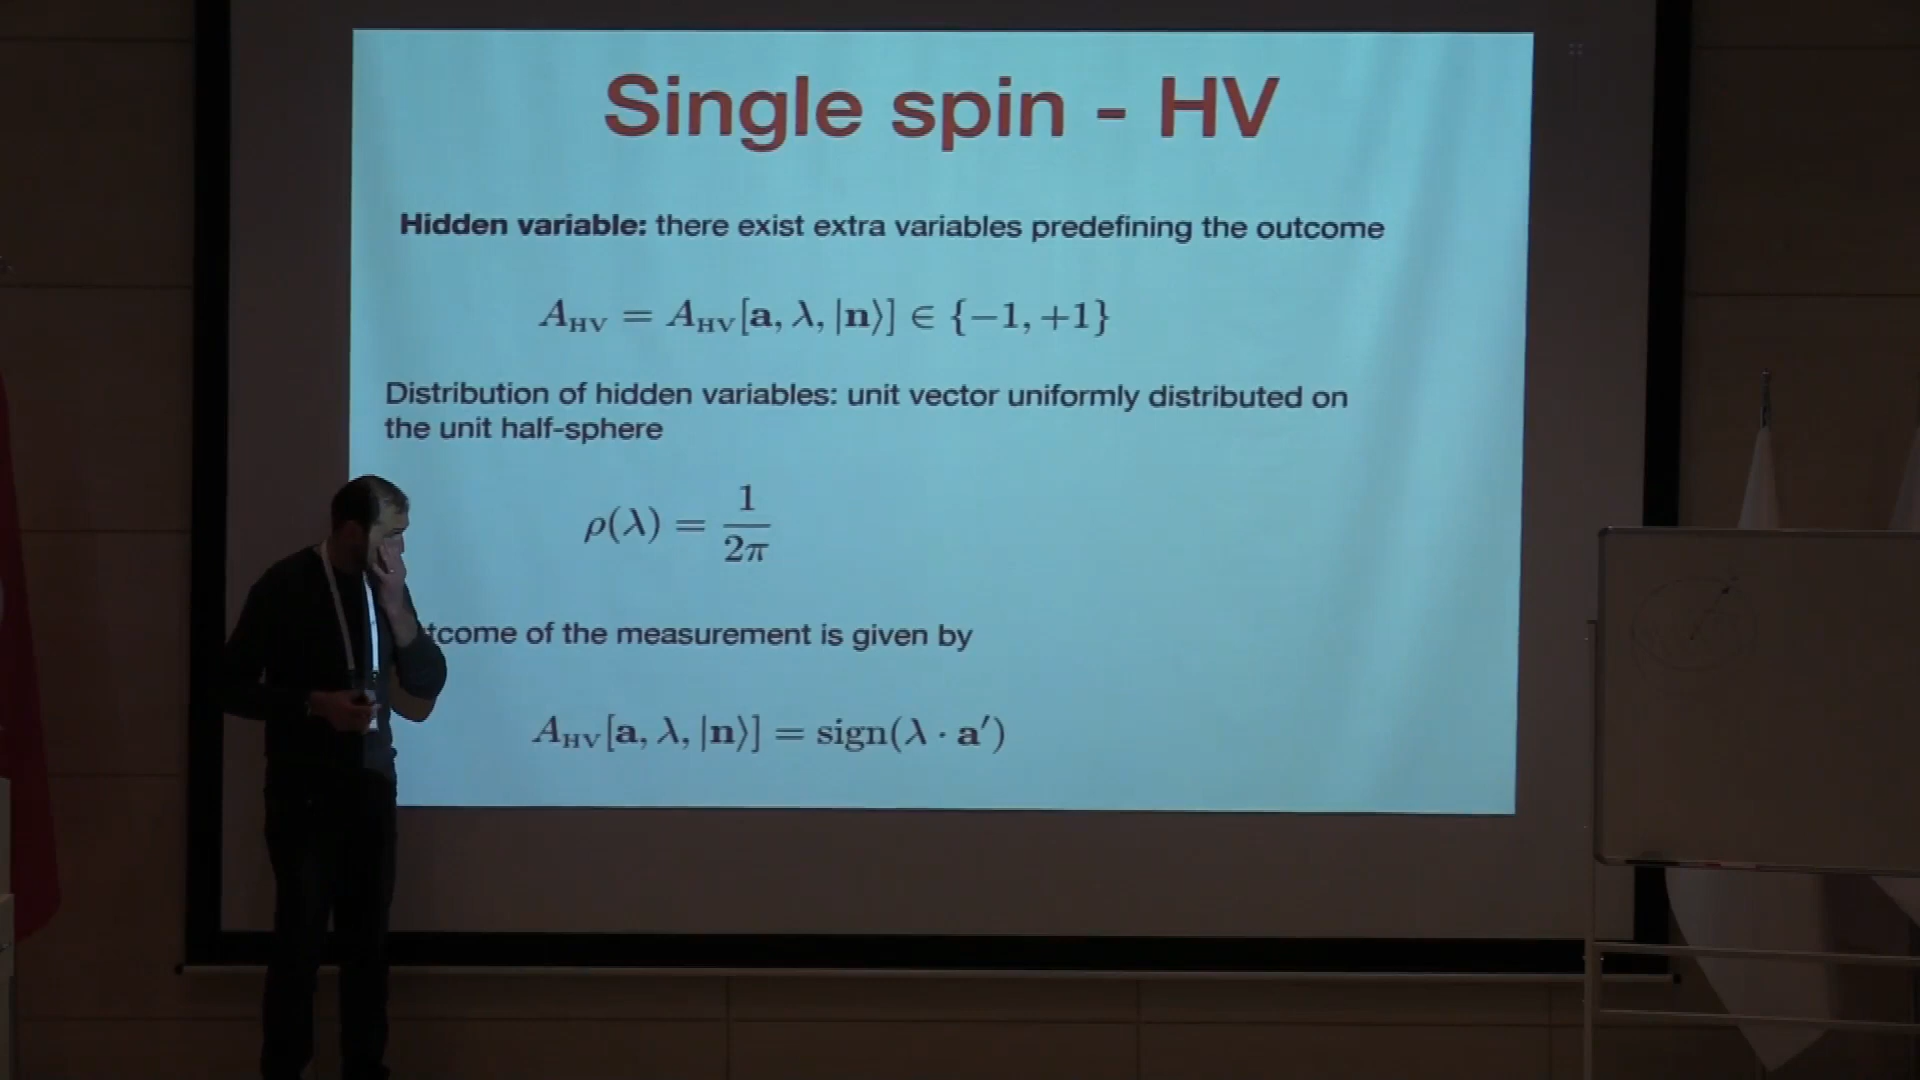 Single spin - HV
Hidden variable: there exist extra variables predefining the outcome
A_HV = A_HV[a, λ, |n⟩] ∈ {−1, +1}
Distribution of hidden variables: unit vector uniformly distributed on
the unit half-sphere
ρ(λ) = 1/2π
tcome of the measurement is given by
A_HV[a, λ, |n⟩] = sign(λ · a′)